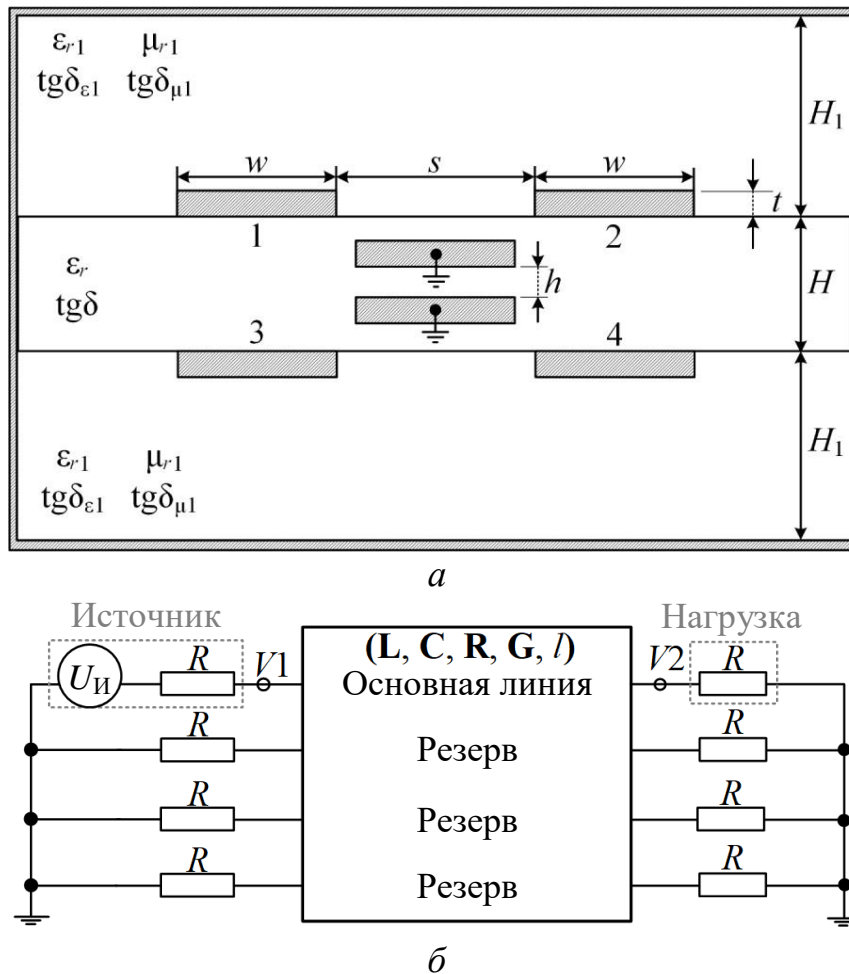 εr1 μr1
tgδε1 tgδμ1
H1
w s w
t
1 2
εr
tgδ
h
H
3 4
εr1 μr1
tgδε1 tgδμ1
H1
а
Источник Нагрузка
(L, C, R, G, l)
UИ R V1 Основная линия V2 R
R Резерв R
R Резерв R
R Резерв R
б